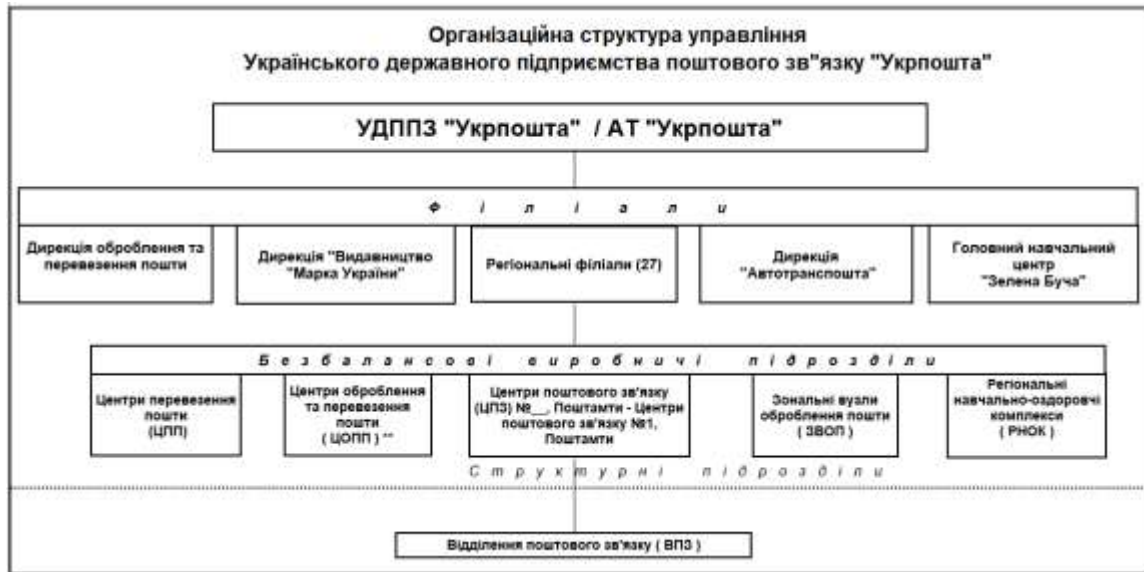 Організаційна структура управління
Українського державного підприємства поштового зв"язку "Укрпошта"
УДППЗ "Укрпошта" / АТ "Укрпошта"
Ф і л і а л и
Дирекція оброблення та
перевезення пошти
Дирекція "Видавництво
"Марка України"
Регіональні філіали (27)
Дирекція
"Автотранспошта"
Головний навчальний
центр
"Зелена Буча"
Б е з б а л а н с о в і в и р о б н и ч і п і д р о з д і л и
Центри перевезення
пошти
(ЦПП)
Центри оброблення
та перевезення
пошти
( ЦОПП ) **
Центри поштового зв'язку
(ЦПЗ) №__, Поштамти - Центри
поштового зв'язку №1,
Поштамти
Зональні вузли
оброблення пошти
( ЗВОП )
Регіональні
навчально-оздоровчі
комплекси
( РНОК )
С т р у к т у р н і п і д р о з д і л и
Відділення поштового зв'язку ( ВПЗ )